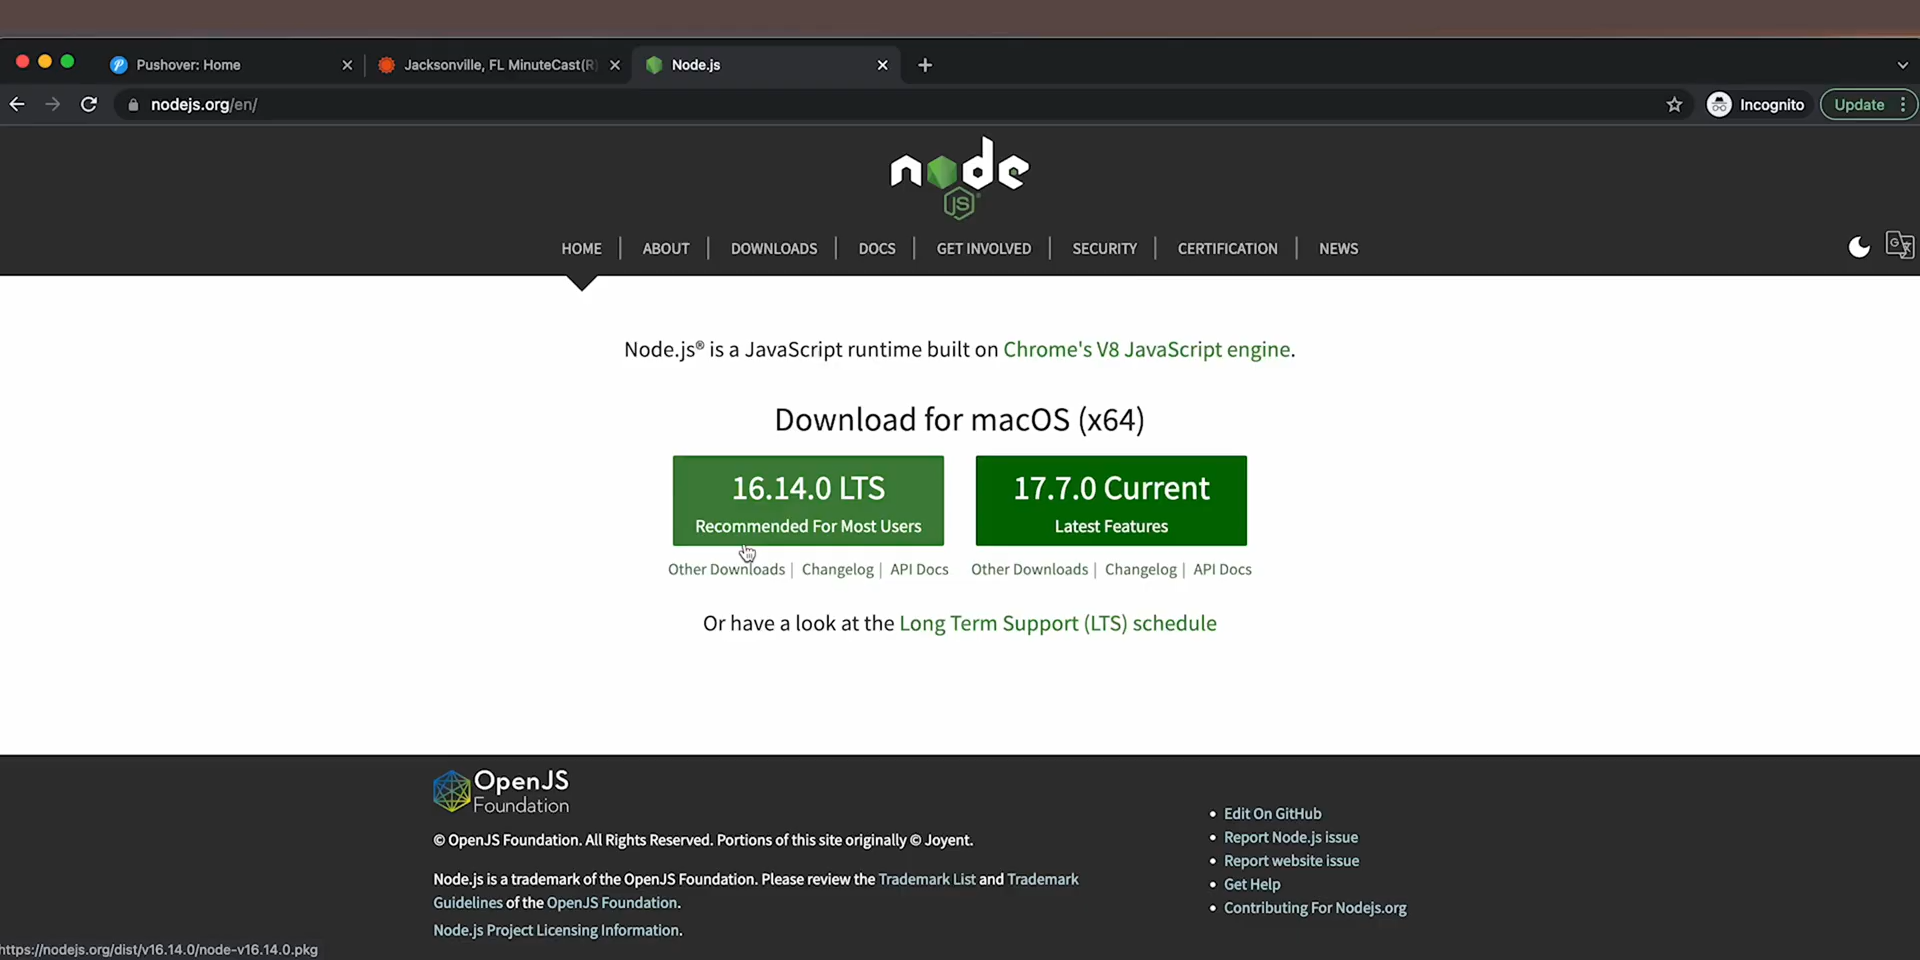 Pushover: Home
Jacksonville, FL MinuteCast(R)
Node.js
nodejs.org/en/
Incognito
Update
node
JS
HOME
ABOUT
DOWNLOADS
DOCS
GET INVOLVED
SECURITY
CERTIFICATION
NEWS
Node.js® is a JavaScript runtime built on Chrome's V8 JavaScript engine.
Download for macOS (x64)
16.14.0 LTS
Recommended For Most Users
17.7.0 Current
Latest Features
Other Downloads | Changelog | API Docs
Other Downloads | Changelog | API Docs
Or have a look at the Long Term Support (LTS) schedule
OpenJS
Foundation
© OpenJS Foundation. All Rights Reserved. Portions of this site originally © Joyent.
Node.js is a trademark of the OpenJS Foundation. Please review the Trademark List and Trademark
Guidelines of the OpenJS Foundation.
Node.js Project Licensing Information.
Edit On GitHub
Report Node.js issue
Report website issue
Get Help
Contributing For Nodejs.org
https://nodejs.org/dist/v16.14.0/node-v16.14.0.pkg